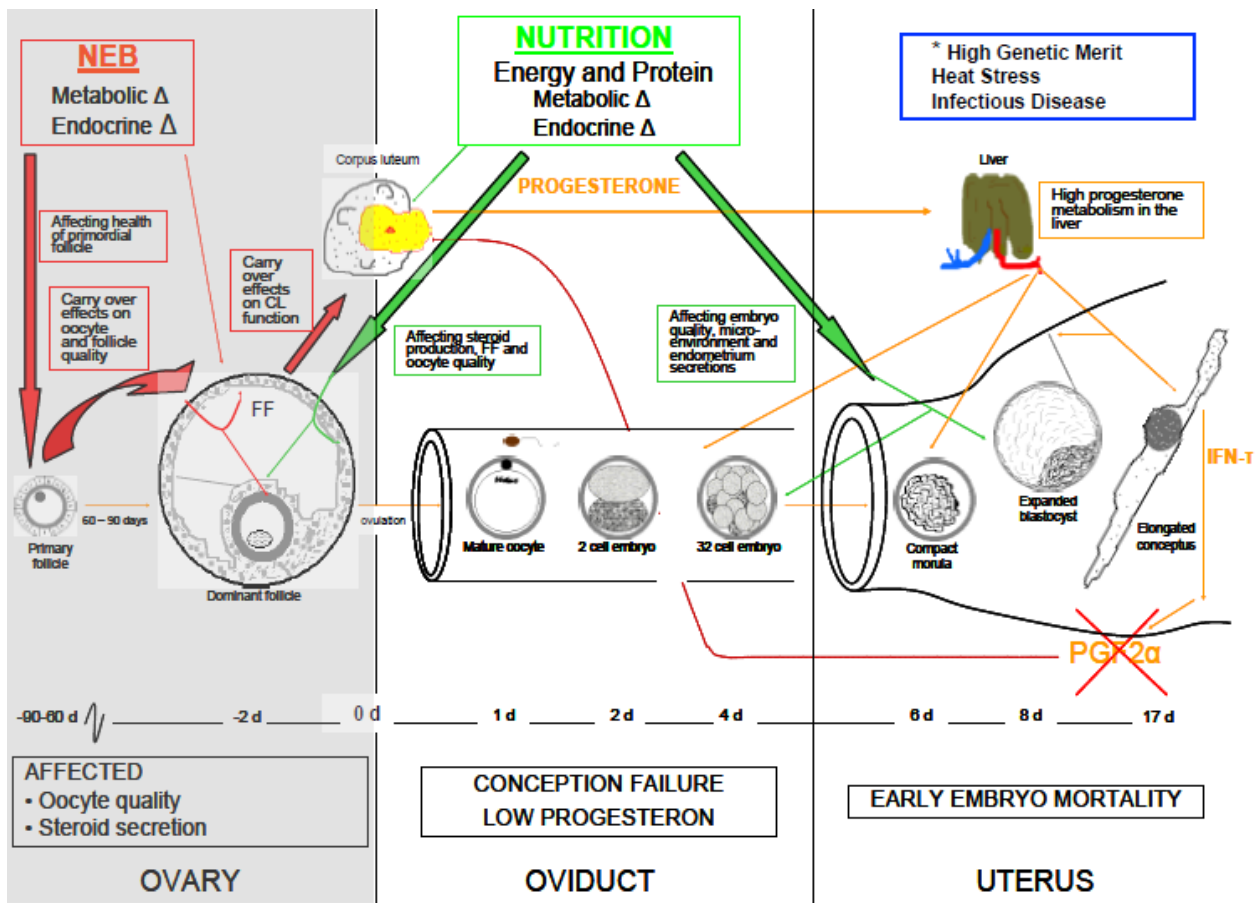 NEB
Metabolic Δ
Endocrine Δ
NUTRITION
Energy and Protein
Metabolic Δ
Endocrine Δ
* High Genetic Merit
Heat Stress
Infectious Disease
Corpus luteum
PROGESTERONE
Liver
High progesterone
metabolism in the
liver
Affecting health
of primordial
follicle
Carry over
effects on
oocyte
and follicle
quality
Carry
over
effects
on CL
function
Affecting steroid
production, FF and
oocyte quality
Affecting embryo
quality, micro-
environment and
endometrium
secretions
FF
60 – 90 days
Primary
follicle
Dominant follicle
ovulation
Mature oocyte
2 cell embryo
32 cell embryo
Compact
morula
Expanded
blastocyst
Elongated
conceptus
IFN-τ
PGF2α
-90-60 d
-2 d
0 d
1 d
2 d
4 d
6 d
8 d
17 d
AFFECTED
• Oocyte quality
• Steroid secretion
CONCEPTION FAILURE
LOW PROGESTERON
EARLY EMBRYO MORTALITY
OVARY
OVIDUCT
UTERUS